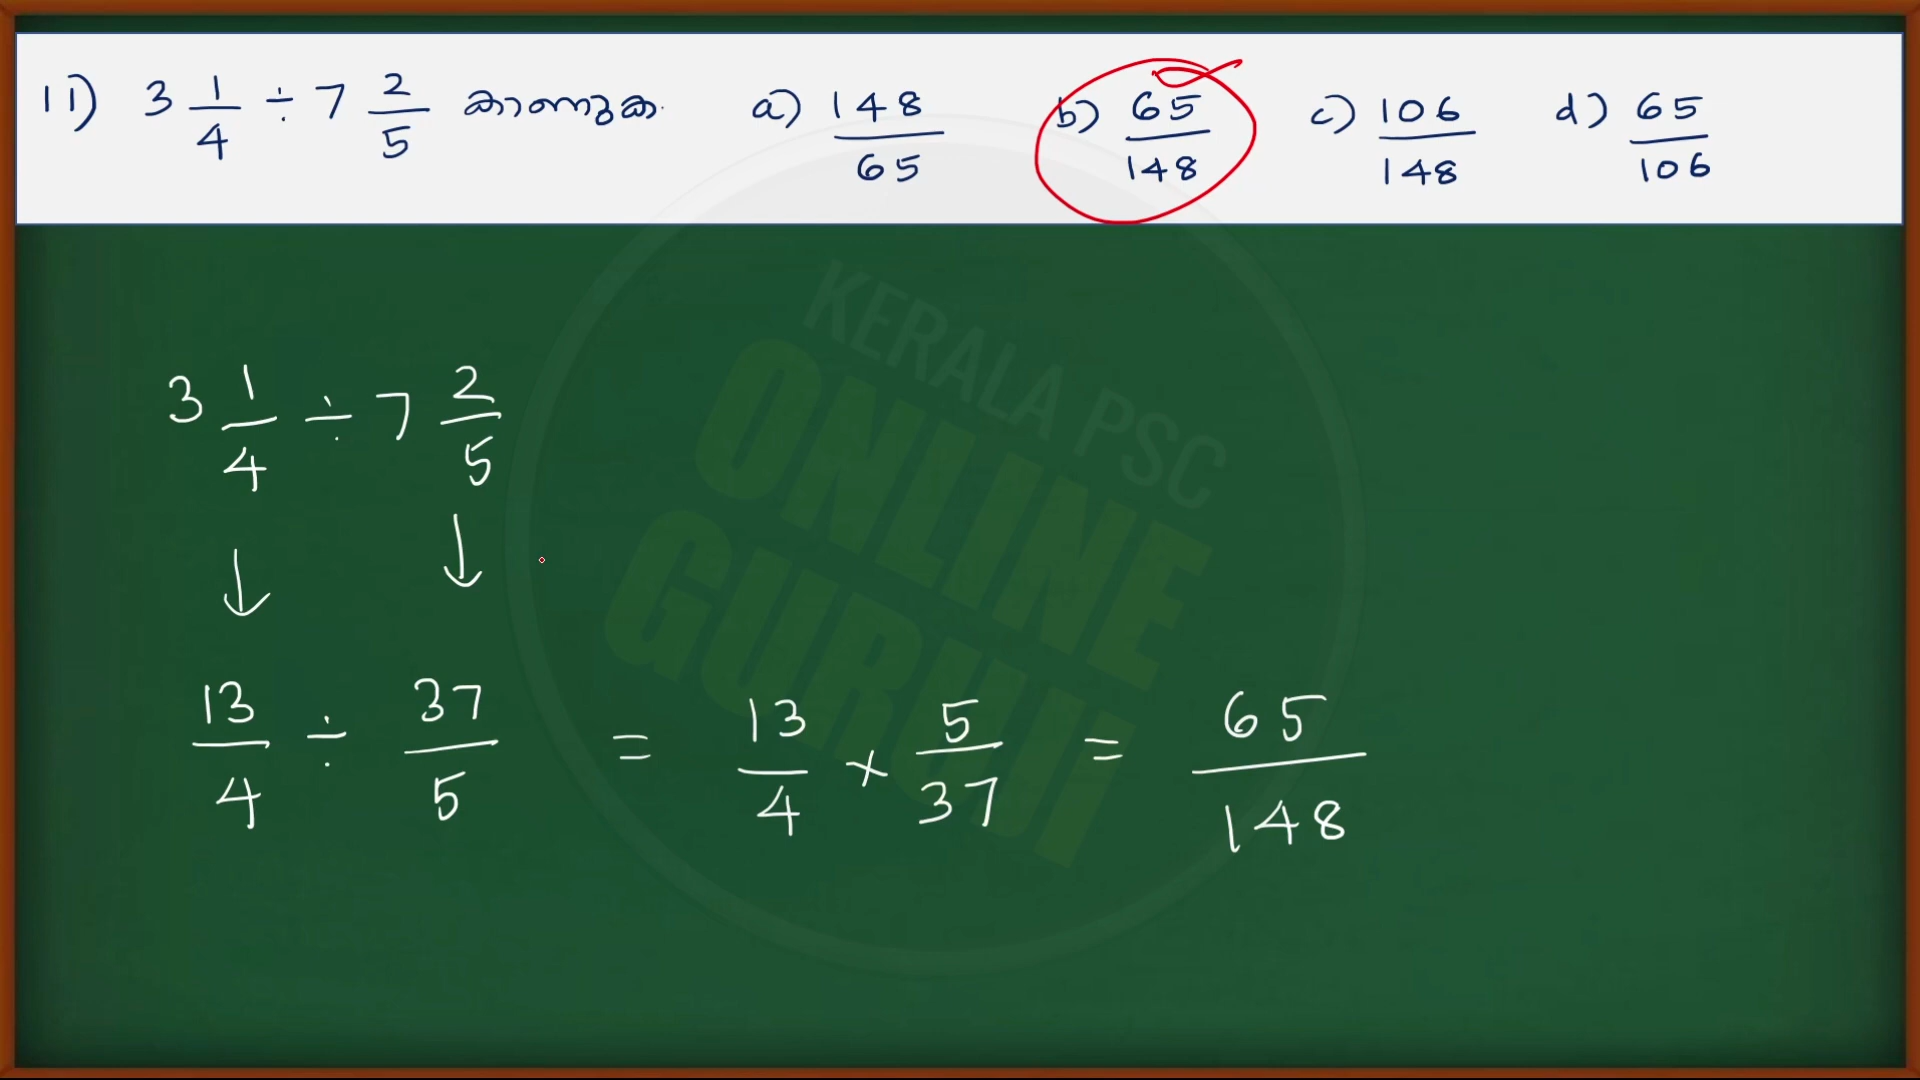 11) 3 1/4 ÷ 7 2/5 കാണുക. a) 148/65 b) 65/148 c) 106/148 d) 65/106
KERALA PSC
ONLINE
GURUJI
3 1/4 ÷ 7 2/5
↓ ↓
13/4 ÷ 37/5 = 13/4 × 5/37 = 65/148